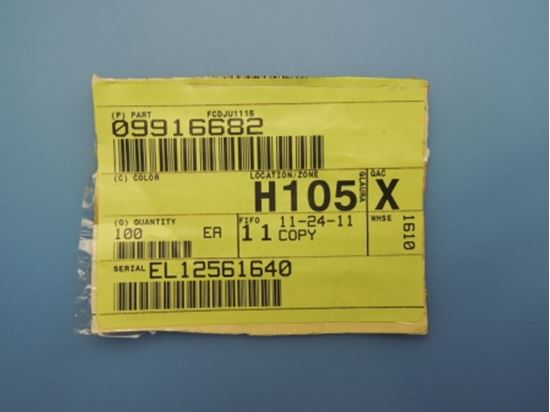 (P) PART FCDJU1115
09916682
(C) COLOR LOCATION/ZONE QAC
H105 GLAURA X
(Q) QUANTITY FIFO 11-24-11 WHSE
100 EA 11 COPY 1610
SERIAL EL12561640